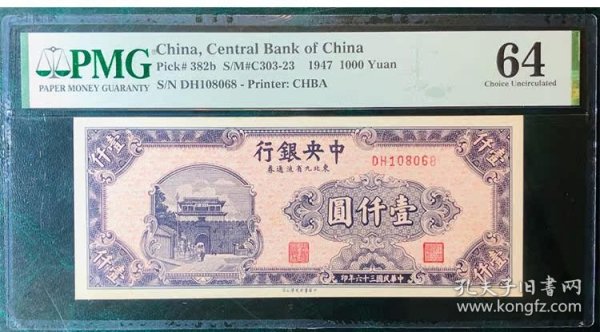 PMG
PAPER MONEY GUARANTY
China, Central Bank of China
Pick# 382b S/M#C303-23 1947 1000 Yuan
S/N DH108068 - Printer: CHBA
64
Choice Uncirculated
行銀央中
券通流省九北東
DH108068
圓仟壹
壹仟
壹仟
壹仟
壹仟
印年六十三國民華中
孔夫子旧书网
kongfz.com